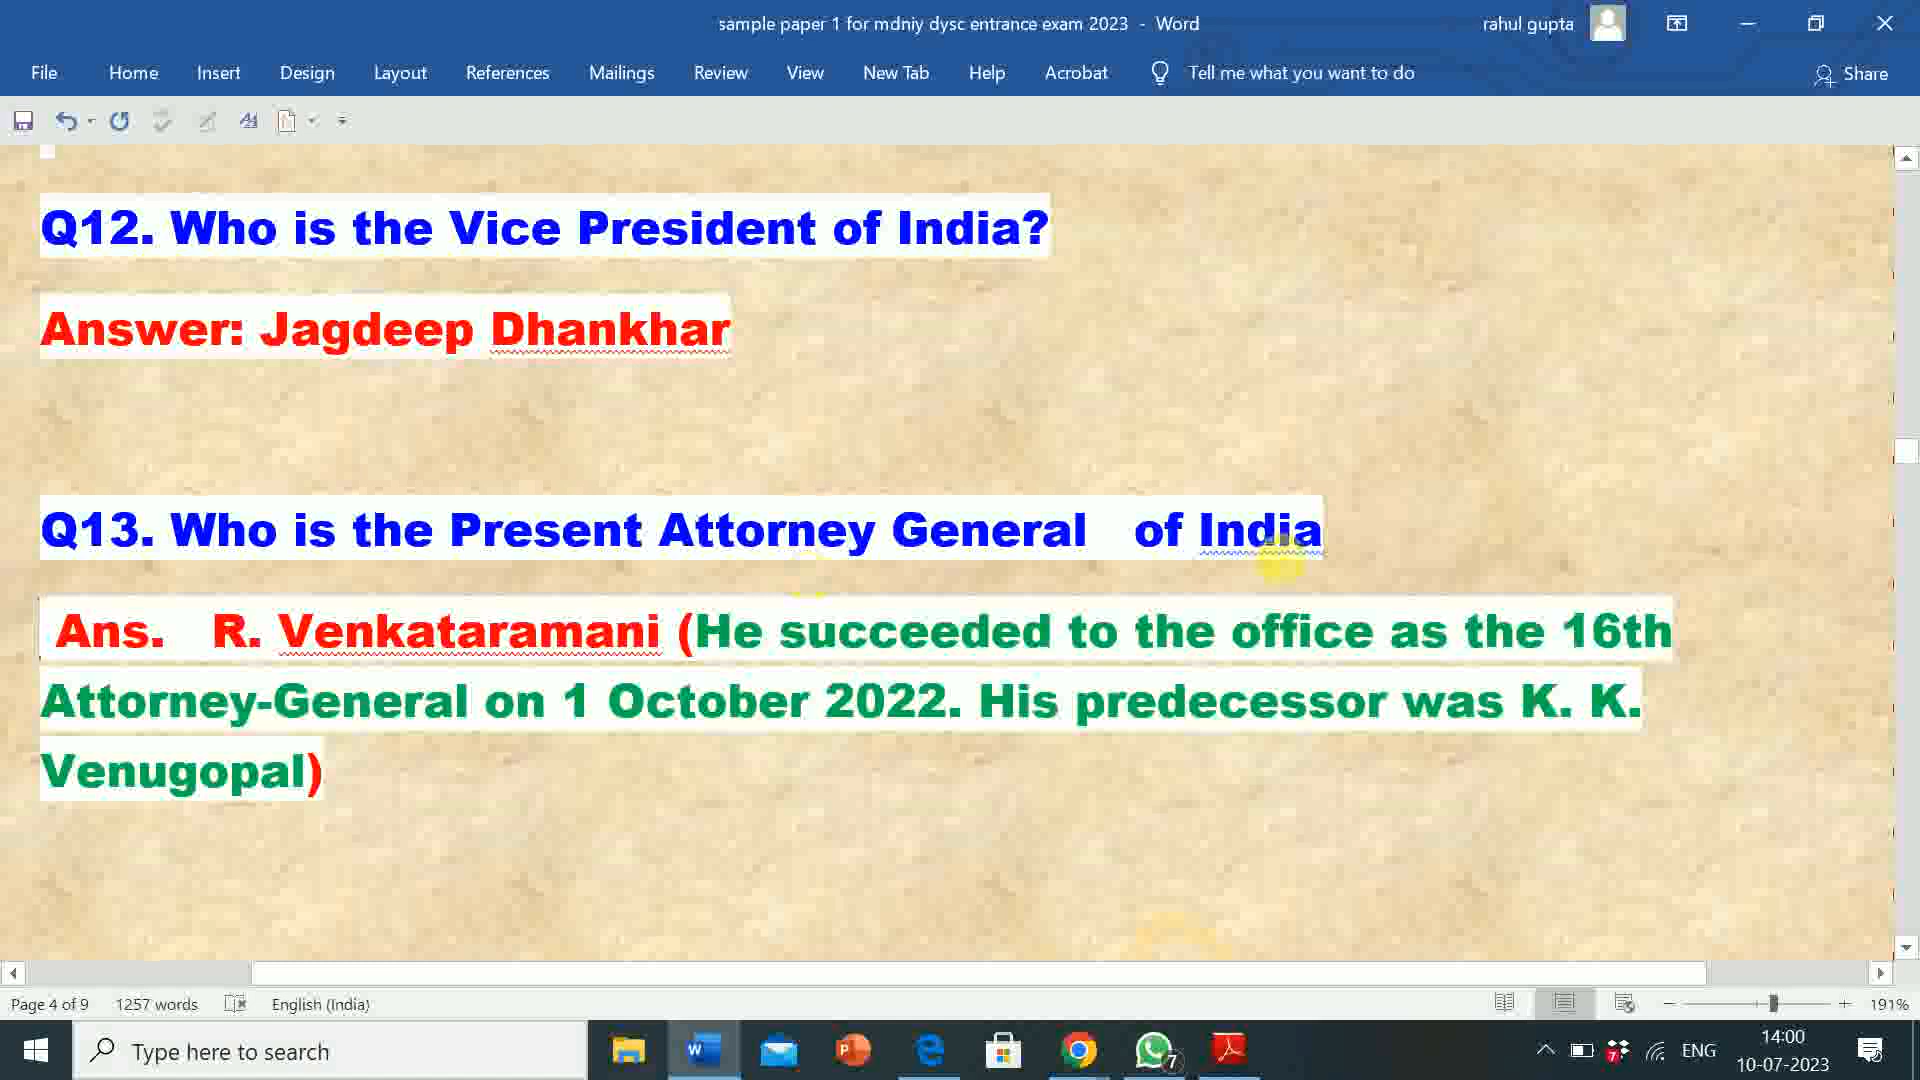 sample paper 1 for mdniy dysc entrance exam 2023 - Word
rahul gupta
File Home Insert Design Layout References Mailings Review View New Tab Help Acrobat Tell me what you want to do Share
Q12. Who is the Vice President of India?
Answer: Jagdeep Dhankhar
Q13. Who is the Present Attorney General of India
Ans. R. Venkataramani (He succeeded to the office as the 16th
Attorney-General on 1 October 2022. His predecessor was K. K.
Venugopal)
Page 4 of 9 1257 words English (India) 191%
Type here to search
7
7
ENG
14:00
10-07-2023